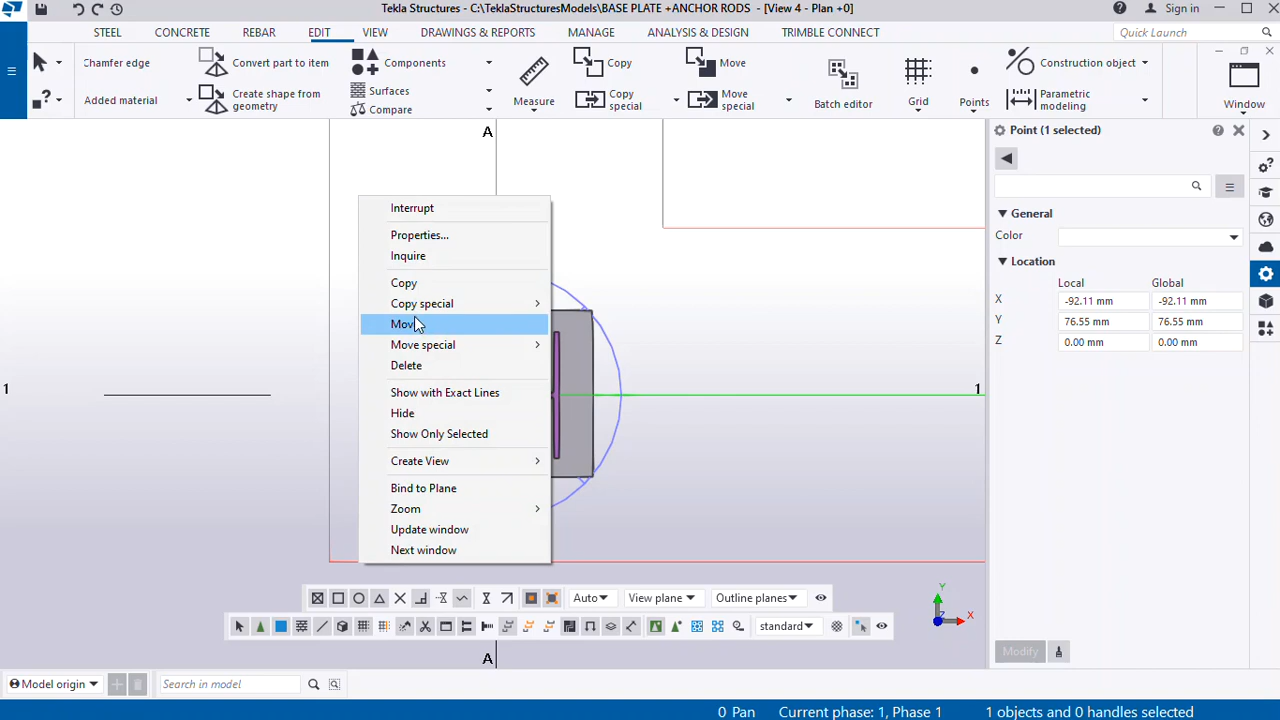 Tekla Structures - C:\TeklaStructuresModels\BASE PLATE +ANCHOR RODS - [View 4 - Plan +0]
Sign in
STEEL CONCRETE REBAR EDIT VIEW DRAWINGS & REPORTS MANAGE ANALYSIS & DESIGN TRIMBLE CONNECT
Quick Launch
Chamfer edge
Added material
Convert part to item
Create shape from geometry
Components
Surfaces
Compare
Measure
Copy
Copy special
Move
Move special
Batch editor
Grid
Points
Construction object
Parametric modeling
Window
A
Point (1 selected)
General
Color
Location
Local Global
X -92.11 mm -92.11 mm
Y 76.55 mm 76.55 mm
Z 0.00 mm 0.00 mm
Interrupt
Properties...
Inquire
Copy
Copy special
Mov
Move special
Delete
Show with Exact Lines
Hide
Show Only Selected
Create View
Bind to Plane
Zoom
Update window
Next window
1
1
Auto
View plane
Outline planes
standard
Y
X
Z
A
Modify
Model origin
Search in model
0 Pan
Current phase: 1, Phase 1
1 objects and 0 handles selected